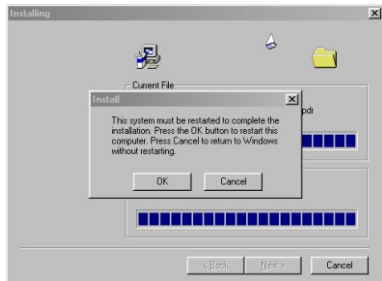 Installing
Current File
Install
pdr
This system must be restarted to complete the
installation. Press the OK button to restart this
computer. Press Cancel to return to Windows
without restarting.
OK
Cancel
< Back
Next >
Cancel